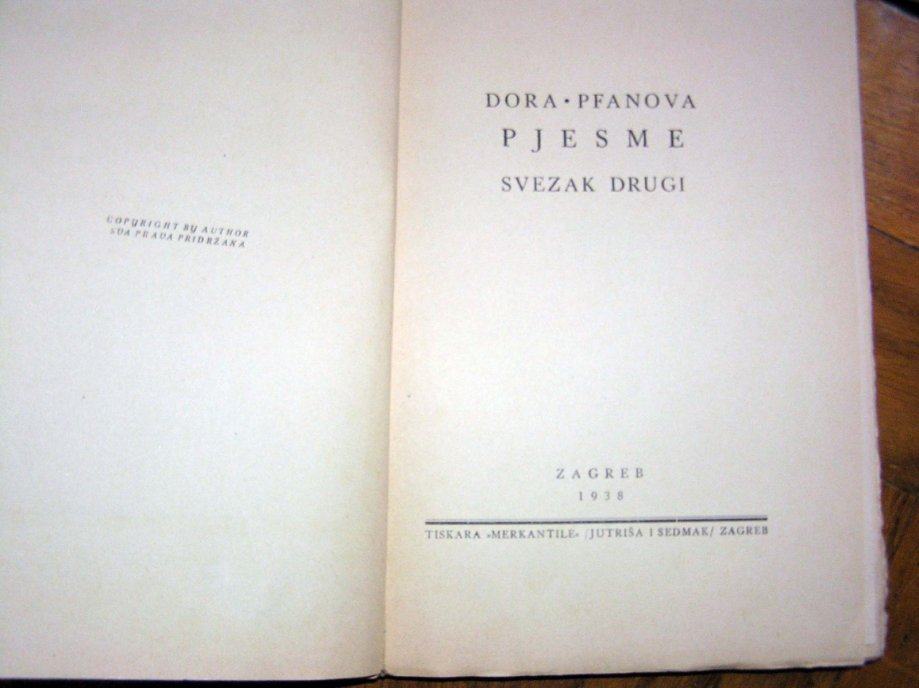 COPYRIGHT BY AUTHOR
SVA PRAVA PRIDRŽANA
DORA • PFANOVA
PJESME
SVEZAK DRUGI
ZAGREB
1938
TISKARA »MERKANTILE« /JUTRIŠA I SEDMAK/ ZAGREB